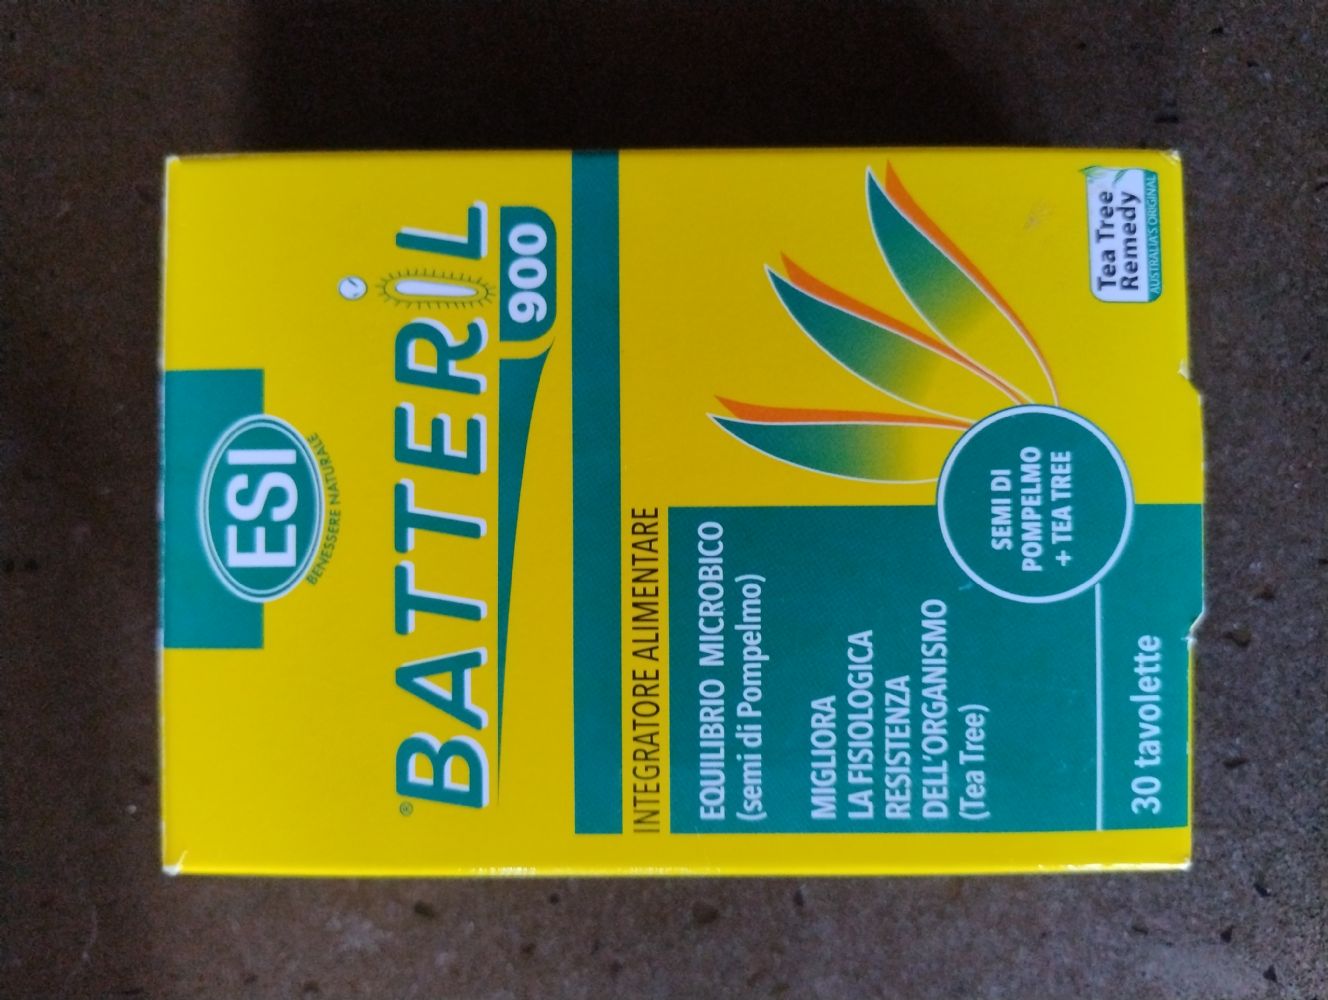 ESI
BENESSERE NATURALE
BATTERIL®
900
INTEGRATORE ALIMENTARE
EQUILIBRIO MICROBICO
(semi di Pompelmo)
MIGLIORA
LA FISIOLOGICA
RESISTENZA
DELL'ORGANISMO
(Tea Tree)
SEMI DI
POMPELMO
+ TEA TREE
30 tavolette
Tea Tree
Remedy
AUSTRALIA'S ORIGINAL